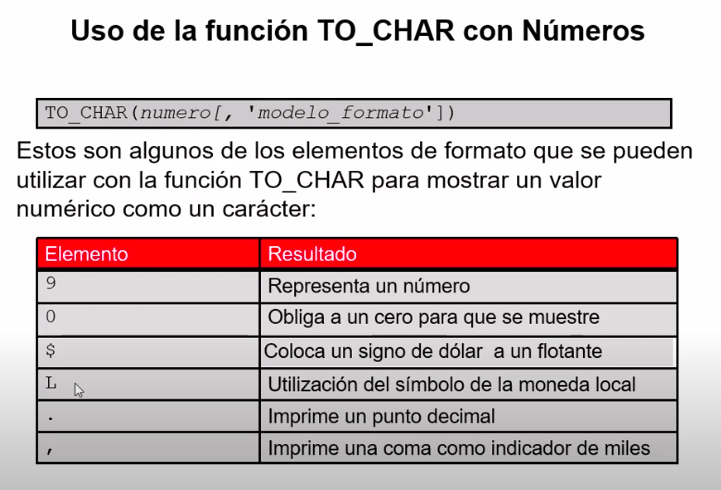 Uso de la función TO_CHAR con Números
TO_CHAR(numero[, 'modelo_formato'])
Estos son algunos de los elementos de formato que se pueden
utilizar con la función TO_CHAR para mostrar un valor
numérico como un carácter:
Elemento Resultado
9 Representa un número
0 Obliga a un cero para que se muestre
$ Coloca un signo de dólar a un flotante
L Utilización del símbolo de la moneda local
. Imprime un punto decimal
, Imprime una coma como indicador de miles